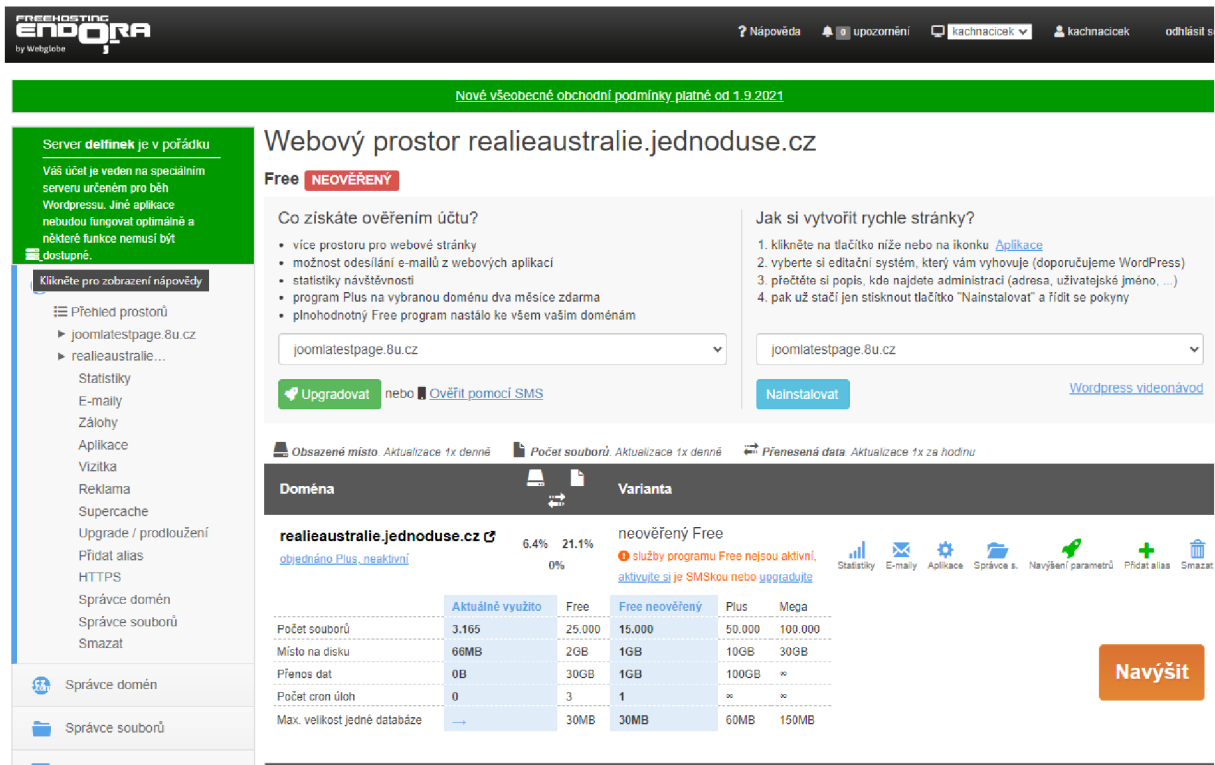 FREEHOSTING
ENDORA
by Webglobe
? Nápověda
0 upozornění
kachnacicek
kachnacicek
odhlásit s
Nové všeobecné obchodní podmínky platné od 1.9.2021
Server delfinek je v pořádku
Váš účet je veden na speciálním
serveru určeném pro běh
Wordpressu. Jiné aplikace
nebudou fungovat optimálně a
některé funkce nemusí být
dostupné.
Klikněte pro zobrazení nápovědy
Přehled prostorů
joomlatestpage.8u.cz
realieaustralie...
Statistiky
E-maily
Zálohy
Aplikace
Vizitka
Reklama
Supercache
Upgrade / prodloužení
Přidat alias
HTTPS
Správce domén
Správce souborů
Smazat
Správce domén
Správce souborů
Webový prostor realieaustralie.jednoduse.cz
Free NEOVĚŘENÝ
Co získáte ověřením účtu?
• více prostoru pro webové stránky
• možnost odesílání e-mailů z webových aplikací
• statistiky návštěvnosti
• program Plus na vybranou doménu dva měsíce zdarma
• plnohodnotný Free program nastálo ke všem vašim doménám
joomlatestpage.8u.cz
Upgradovat nebo Ověřit pomocí SMS
Jak si vytvořit rychle stránky?
1. klikněte na tlačítko níže nebo na ikonku Aplikace
2. vyberte si editační systém, který vám vyhovuje (doporučujeme WordPress)
3. přečtěte si popis, kde najdete administraci (adresa, uživatejské jméno, ...)
4. pak už stačí jen stisknout tlačítko "Nainstalovat" a řídit se pokyny
joomlatestpage.8u.cz
Nainstalovat
Wordpress videonávod
Obsazené místo. Aktualizace 1x denně Počet souborů. Aktualizace 1x denně Přenesená data. Aktualizace 1x za hodinu
Doména Varianta
realieaustralie.jednoduse.cz
objednáno Plus, neaktivní
6.4% 21.1%
0%
neověřený Free
služby programu Free nejsou aktivní,
aktivujte si je SMSkou nebo upgradujte
Statistiky E-maily Aplikace Správce s. Navýšení parametrů Přidat alias Smazat
Aktuálně využito Free Free neověřený Plus Mega
Počet souborů 3.165 25.000 15.000 50.000 100.000
Místo na disku 66MB 2GB 1GB 10GB 30GB
Přenos dat 0B 30GB 1GB 100GB ∞
Počet cron úloh 0 3 1 ∞ ∞
Max. velikost jedné databáze → 30MB 30MB 60MB 150MB
Navýšit